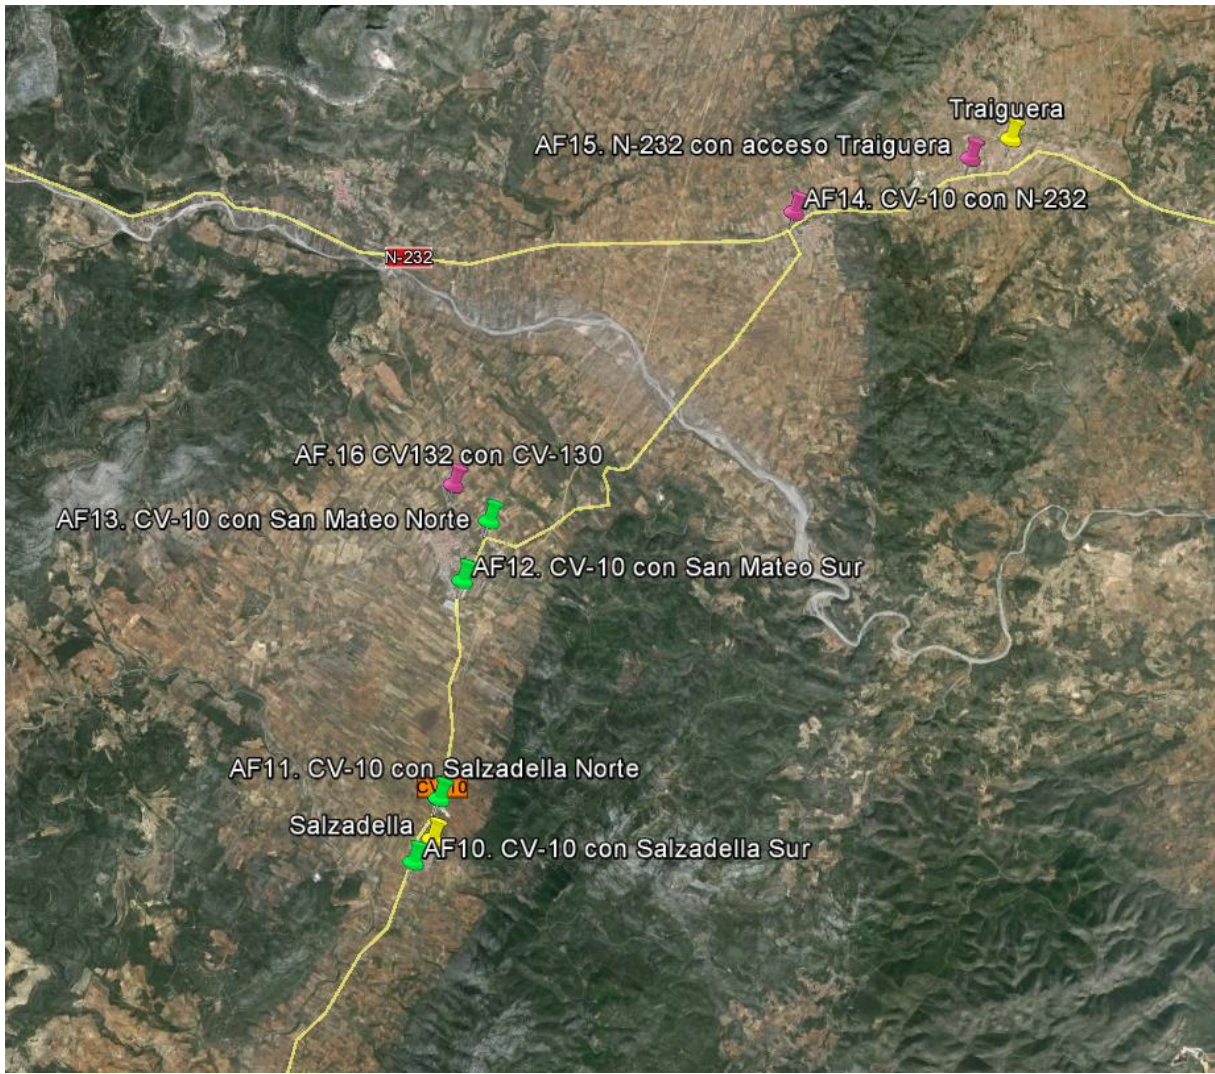 Traiguera
AF15. N-232 con acceso Traiguera
AF14. CV-10 con N-232
N-232
AF.16 CV132 con CV-130
AF13. CV-10 con San Mateo Norte
AF12. CV-10 con San Mateo Sur
AF11. CV-10 con Salzadella Norte
CV-10
Salzadella
AF10. CV-10 con Salzadella Sur